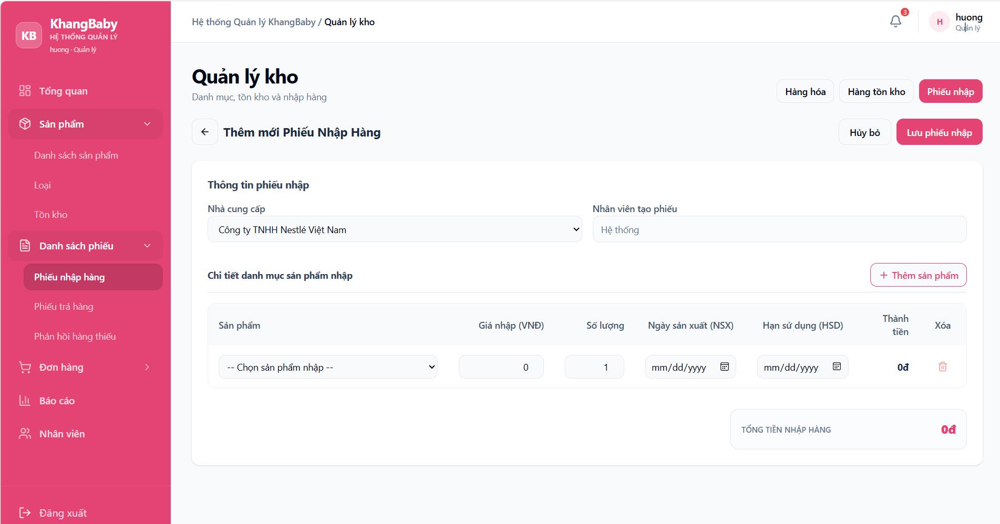 KB
KhangBaby
HỆ THỐNG QUẢN LÝ
huong · Quản lý
Tổng quan
Sản phẩm
Danh sách sản phẩm
Loại
Tồn kho
Danh sách phiếu
Phiếu nhập hàng
Phiếu trả hàng
Phản hồi hàng thiếu
Đơn hàng
Báo cáo
Nhân viên
Đăng xuất
Hệ thống Quản lý KhangBaby / Quản lý kho
3
H
huong
Quản lý
Quản lý kho
Danh mục, tồn kho và nhập hàng
Hàng hóa
Hàng tồn kho
Phiếu nhập
Thêm mới Phiếu Nhập Hàng
Hủy bỏ
Lưu phiếu nhập
Thông tin phiếu nhập
Nhà cung cấp
Nhân viên tạo phiếu
Công ty TNHH Nestlé Việt Nam
Hệ thống
Chi tiết danh mục sản phẩm nhập
+ Thêm sản phẩm
Sản phẩm
Giá nhập (VNĐ)
Số lượng
Ngày sản xuất (NSX)
Hạn sử dụng (HSD)
Thành
tiền
Xóa
-- Chọn sản phẩm nhập --
0
1
mm/dd/yyyy
mm/dd/yyyy
0đ
TỔNG TIỀN NHẬP HÀNG
0đ